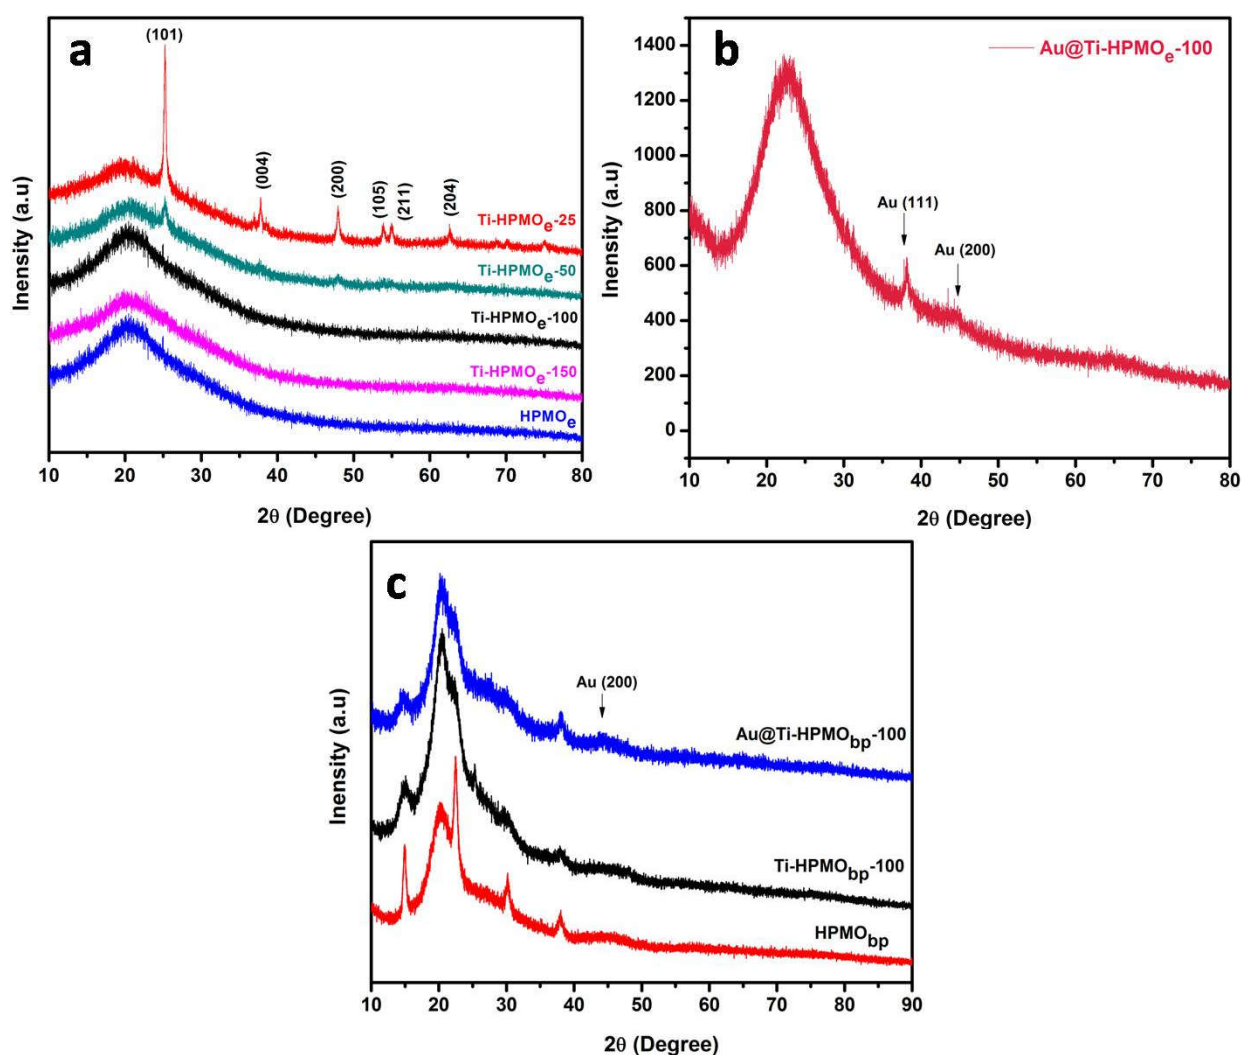 a
(101)
(004)
(200)
(105)
(211)
(204)
Ti-HPMOe-25
Ti-HPMOe-50
Ti-HPMOe-100
Ti-HPMOe-150
HPMOe
Inensity (a.u)
10 20 30 40 50 60 70 80
2θ (Degree)
b
Au@Ti-HPMOe-100
1400
1200
1000
800
600
400
200
0
Au (111)
Au (200)
Inensity (a.u)
10 20 30 40 50 60 70 80
2θ (Degree)
c
Au (200)
Au@Ti-HPMObp-100
Ti-HPMObp-100
HPMObp
Inensity (a.u)
10 20 30 40 50 60 70 80 90
2θ (Degree)